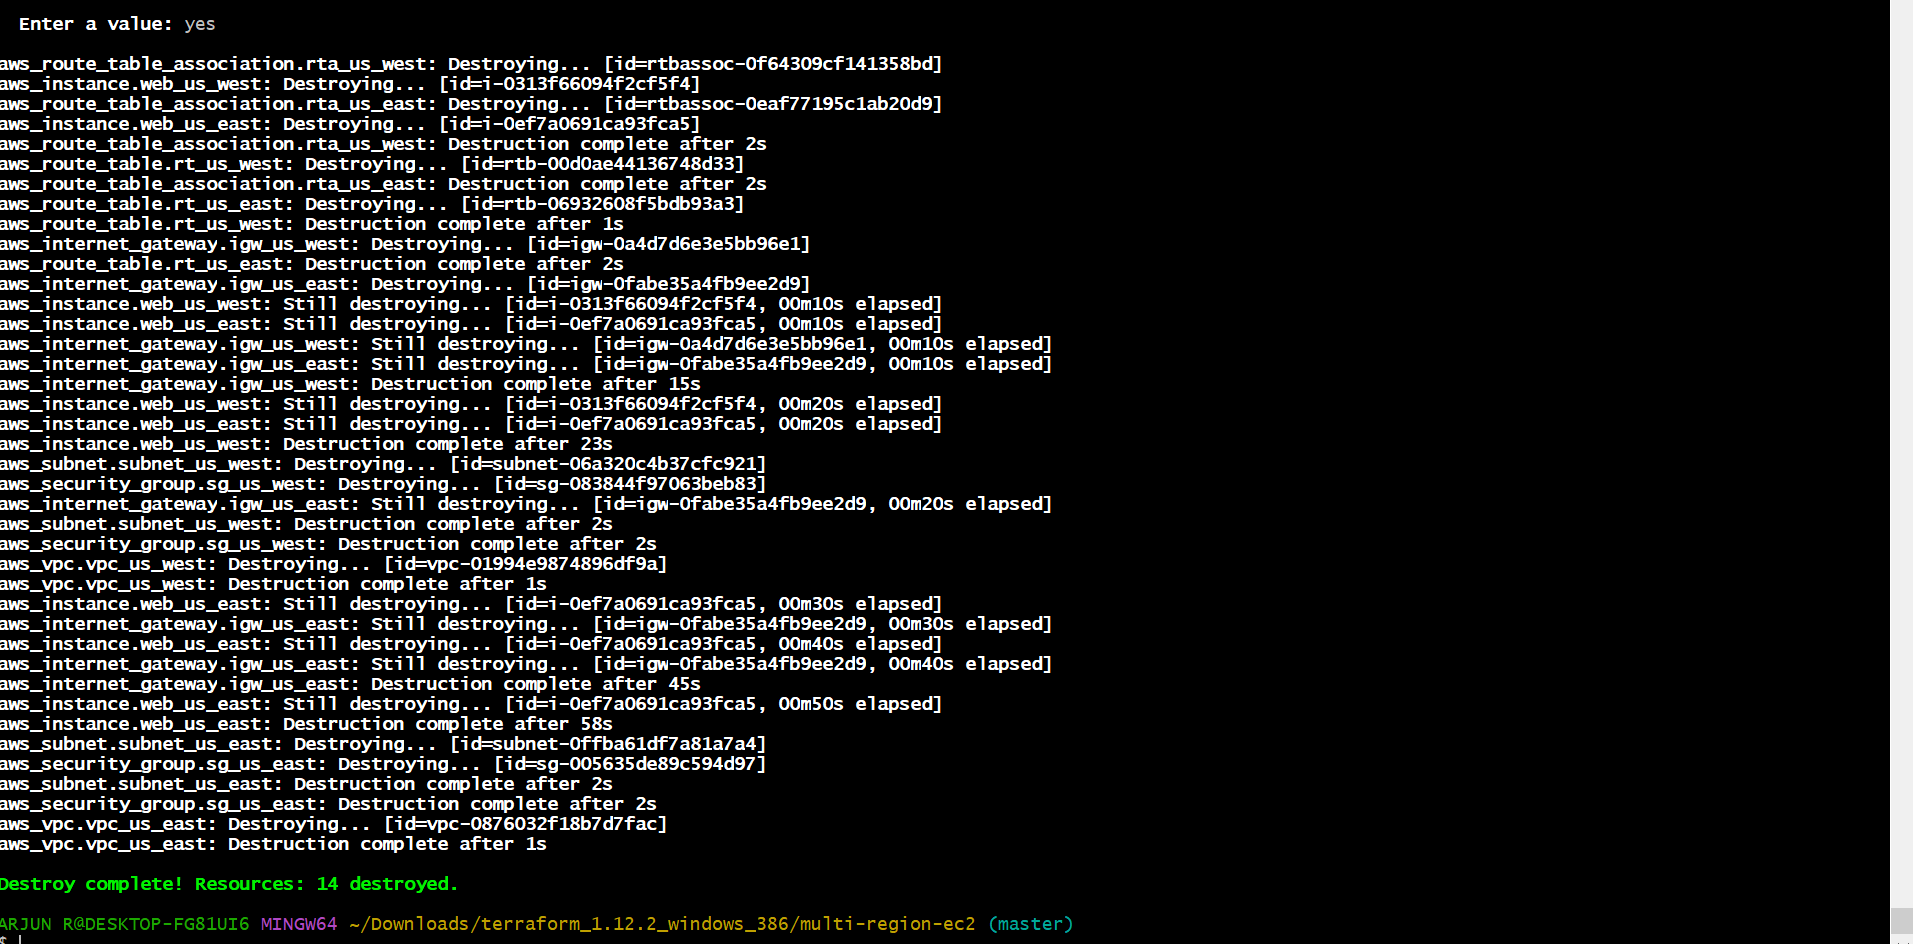 Enter a value: yes
aws_route_table_association.rta_us_west: Destroying... [id=rtbassoc-0f64309cf141358bd]
aws_instance.web_us_west: Destroying... [id=i-0313f66094f2cf5f4]
aws_route_table_association.rta_us_east: Destroying... [id=rtbassoc-0eaf77195c1ab20d9]
aws_instance.web_us_east: Destroying... [id=i-0ef7a0691ca93fca5]
aws_route_table_association.rta_us_west: Destruction complete after 2s
aws_route_table.rt_us_west: Destroying... [id=rtb-00d0ae44136748d33]
aws_route_table_association.rta_us_east: Destruction complete after 2s
aws_route_table.rt_us_east: Destroying... [id=rtb-06932608f5bdb93a3]
aws_route_table.rt_us_west: Destruction complete after 1s
aws_internet_gateway.igw_us_west: Destroying... [id=igw-0a4d7d6e3e5bb96e1]
aws_route_table.rt_us_east: Destruction complete after 2s
aws_internet_gateway.igw_us_east: Destroying... [id=igw-0fabe35a4fb9ee2d9]
aws_instance.web_us_west: Still destroying... [id=i-0313f66094f2cf5f4, 00m10s elapsed]
aws_instance.web_us_east: Still destroying... [id=i-0ef7a0691ca93fca5, 00m10s elapsed]
aws_internet_gateway.igw_us_west: Still destroying... [id=igw-0a4d7d6e3e5bb96e1, 00m10s elapsed]
aws_internet_gateway.igw_us_east: Still destroying... [id=igw-0fabe35a4fb9ee2d9, 00m10s elapsed]
aws_internet_gateway.igw_us_west: Destruction complete after 15s
aws_instance.web_us_west: Still destroying... [id=i-0313f66094f2cf5f4, 00m20s elapsed]
aws_instance.web_us_east: Still destroying... [id=i-0ef7a0691ca93fca5, 00m20s elapsed]
aws_instance.web_us_west: Destruction complete after 23s
aws_subnet.subnet_us_west: Destroying... [id=subnet-06a320c4b37cfc921]
aws_security_group.sg_us_west: Destroying... [id=sg-083844f97063beb83]
aws_internet_gateway.igw_us_east: Still destroying... [id=igw-0fabe35a4fb9ee2d9, 00m20s elapsed]
aws_subnet.subnet_us_west: Destruction complete after 2s
aws_security_group.sg_us_west: Destruction complete after 2s
aws_vpc.vpc_us_west: Destroying... [id=vpc-01994e9874896df9a]
aws_vpc.vpc_us_west: Destruction complete after 1s
aws_instance.web_us_east: Still destroying... [id=i-0ef7a0691ca93fca5, 00m30s elapsed]
aws_internet_gateway.igw_us_east: Still destroying... [id=igw-0fabe35a4fb9ee2d9, 00m30s elapsed]
aws_instance.web_us_east: Still destroying... [id=i-0ef7a0691ca93fca5, 00m40s elapsed]
aws_internet_gateway.igw_us_east: Still destroying... [id=igw-0fabe35a4fb9ee2d9, 00m40s elapsed]
aws_internet_gateway.igw_us_east: Destruction complete after 45s
aws_instance.web_us_east: Still destroying... [id=i-0ef7a0691ca93fca5, 00m50s elapsed]
aws_instance.web_us_east: Destruction complete after 58s
aws_subnet.subnet_us_east: Destroying... [id=subnet-0ffba61df7a81a7a4]
aws_security_group.sg_us_east: Destroying... [id=sg-005635de89c594d97]
aws_subnet.subnet_us_east: Destruction complete after 2s
aws_security_group.sg_us_east: Destruction complete after 2s
aws_vpc.vpc_us_east: Destroying... [id=vpc-0876032f18b7d7fac]
aws_vpc.vpc_us_east: Destruction complete after 1s
Destroy complete! Resources: 14 destroyed.
ARJUN R@DESKTOP-FG81UI6 MINGW64 ~/Downloads/terraform_1.12.2_windows_386/multi-region-ec2 (master)
$